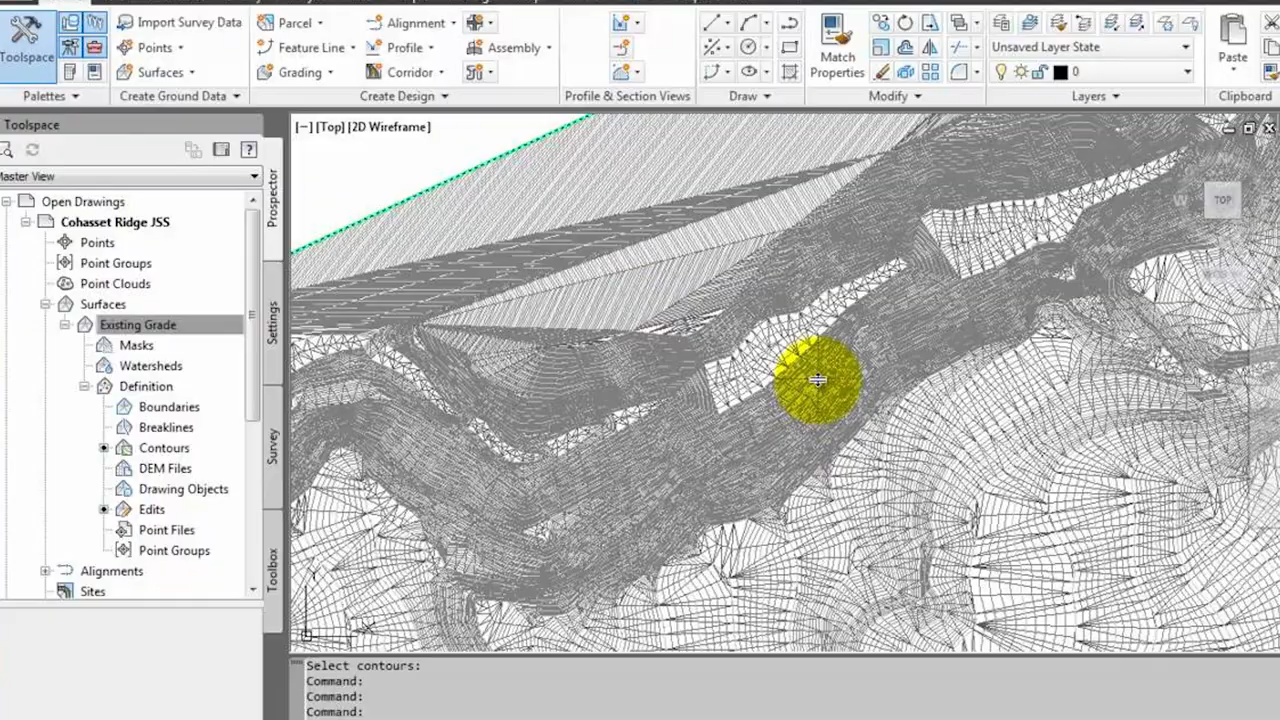 Import Survey Data
Parcel
Alignment
Points
Feature Line
Profile
Assembly
Surfaces
Grading
Corridor
Toolspace
Match
Properties
Unsaved Layer State
0
Paste
Palettes
Create Ground Data
Create Design
Profile & Section Views
Draw
Modify
Layers
Clipboard
Toolspace
Master View
Open Drawings
Cohasset Ridge JSS
Points
Point Groups
Point Clouds
Surfaces
Existing Grade
Masks
Watersheds
Definition
Boundaries
Breaklines
Contours
DEM Files
Drawing Objects
Edits
Point Files
Point Groups
Alignments
Sites
Prospector
Settings
Survey
Toolbox
[−] [Top] [2D Wireframe]
TOP
W
Y
X
Select contours:
Command:
Command:
Command: